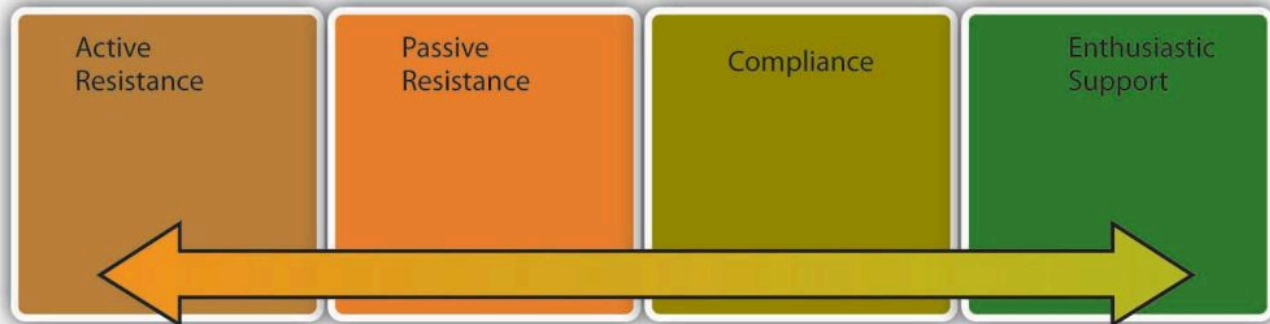 Active
Resistance
Passive
Resistance
Compliance
Enthusiastic
Support